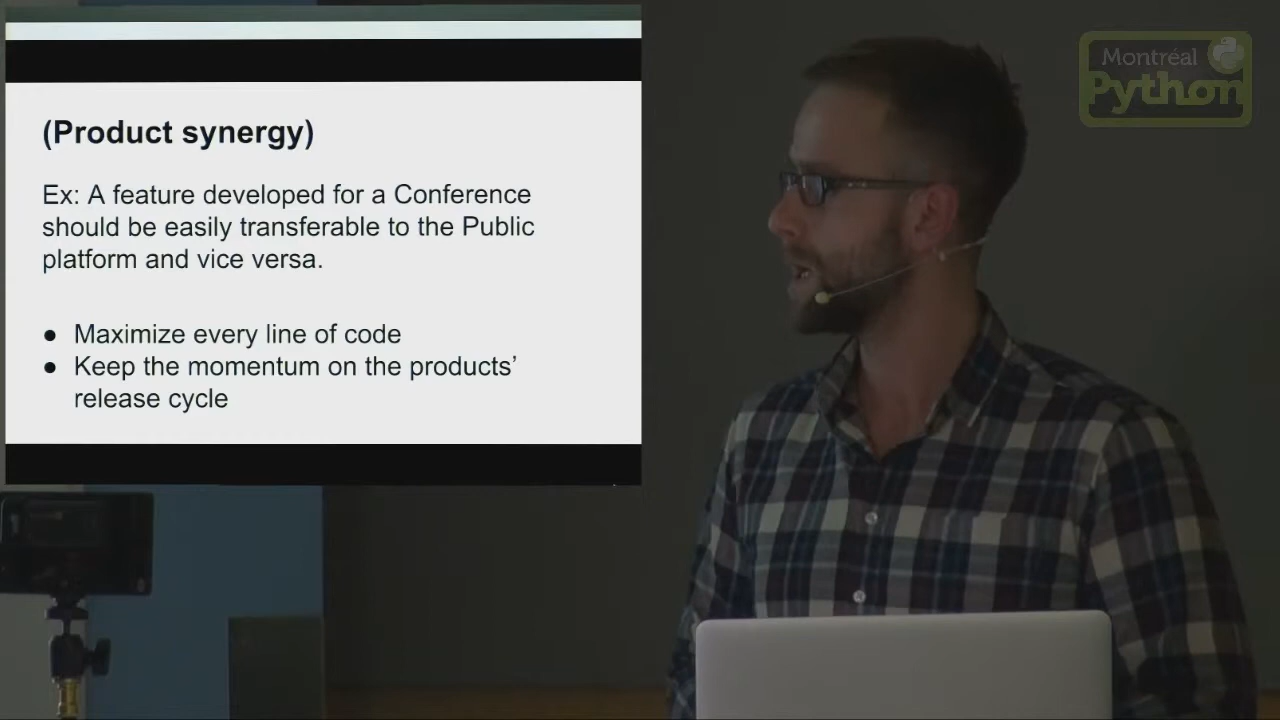 (Product synergy)
Ex: A feature developed for a Conference
should be easily transferable to the Public
platform and vice versa.
● Maximize every line of code
● Keep the momentum on the products’
release cycle
Montréal
Python